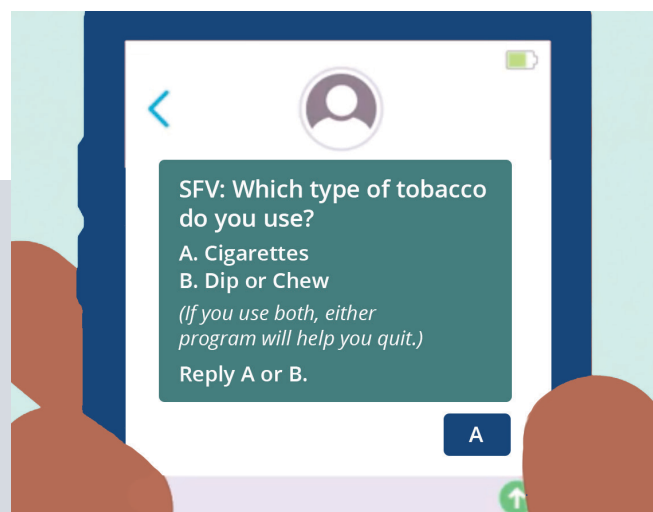 SFV: Which type of tobacco
do you use?
A. Cigarettes
B. Dip or Chew
(If you use both, either
program will help you quit.)
Reply A or B.
A